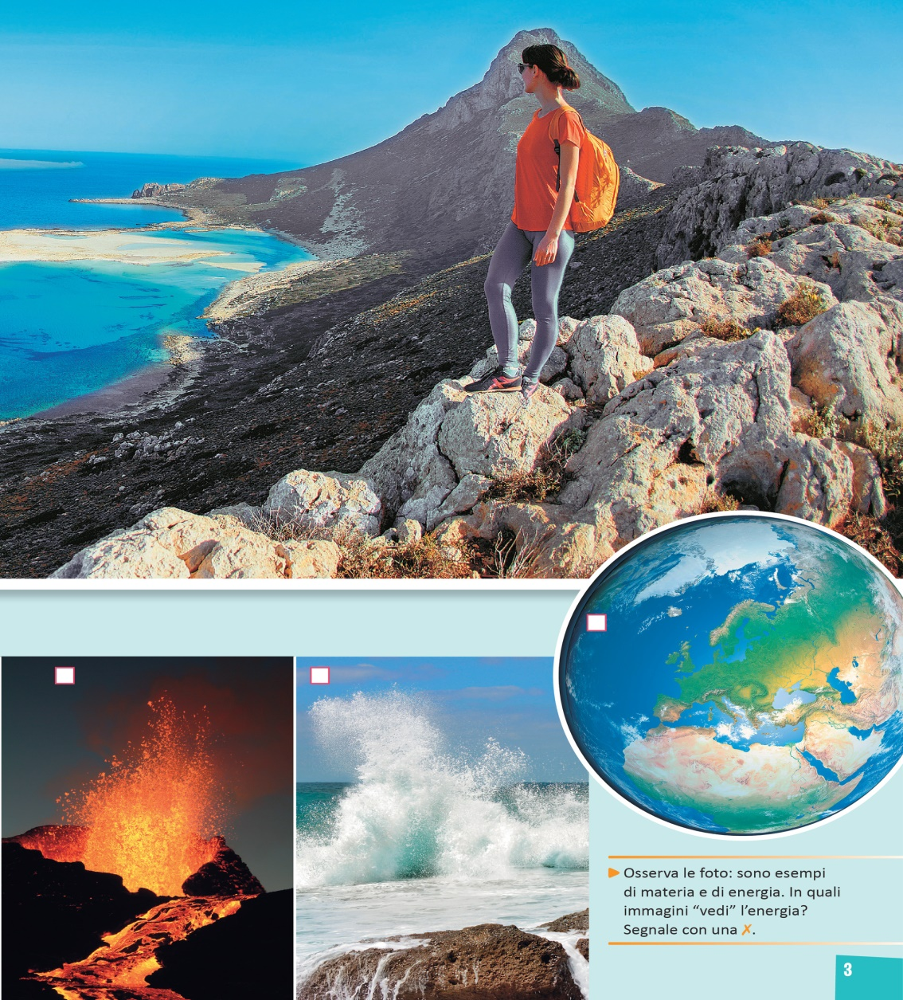 Osserva le foto: sono esempi
di materia e di energia. In quali
immagini “vedi” l’energia?
Segnale con una ✗.
3